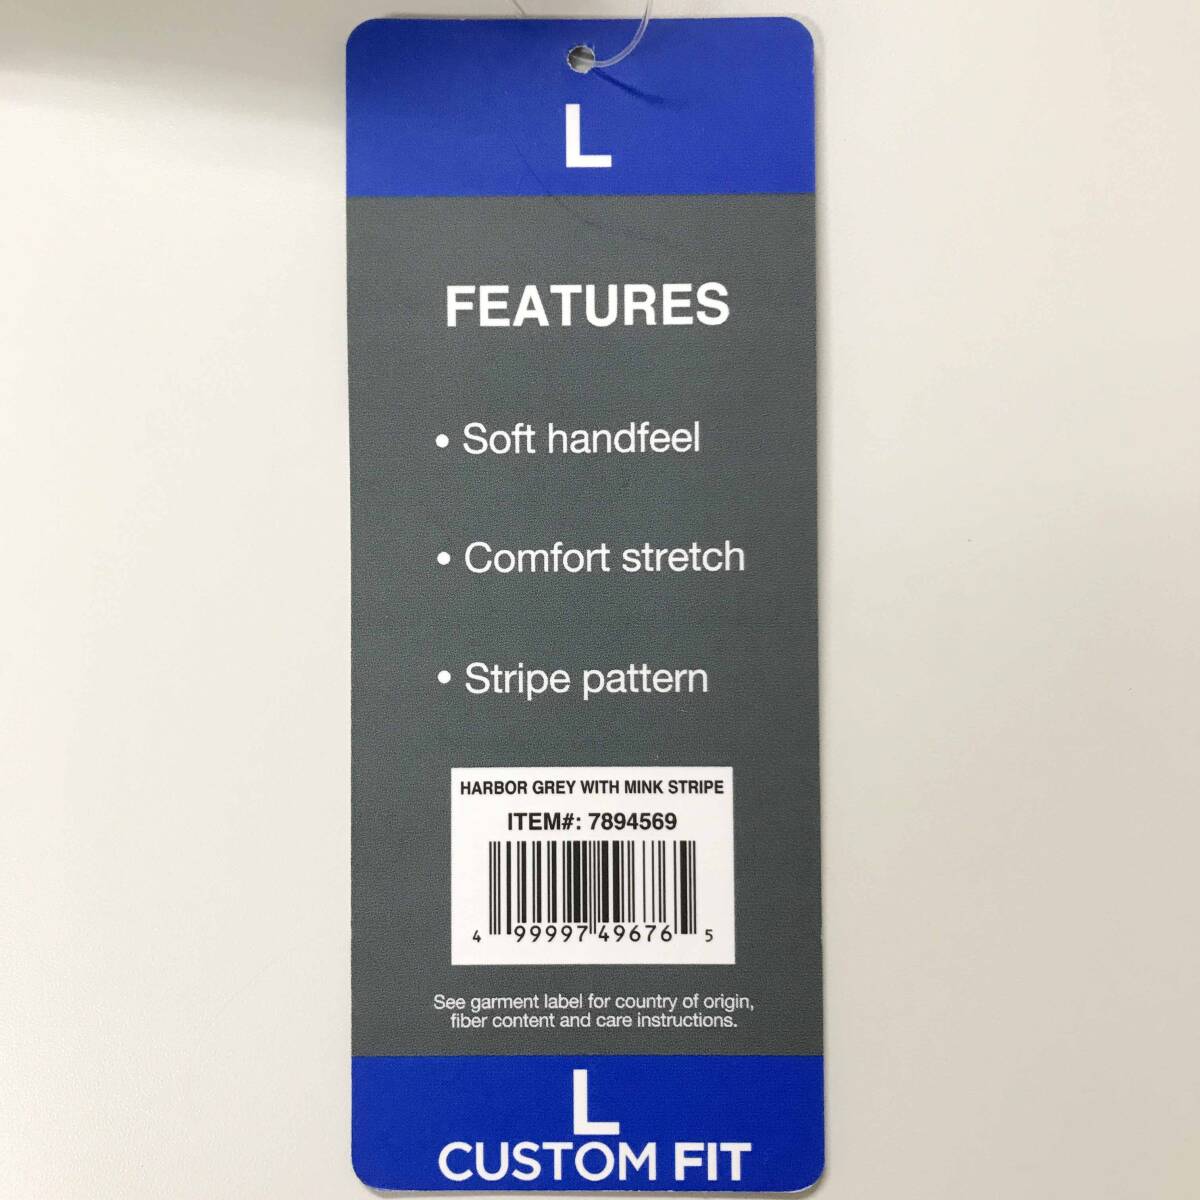 L
FEATURES
• Soft handfeel
• Comfort stretch
• Stripe pattern
HARBOR GREY WITH MINK STRIPE
ITEM#: 7894569
4 99997 49676 5
See garment label for country of origin,
fiber content and care instructions.
L
CUSTOM FIT